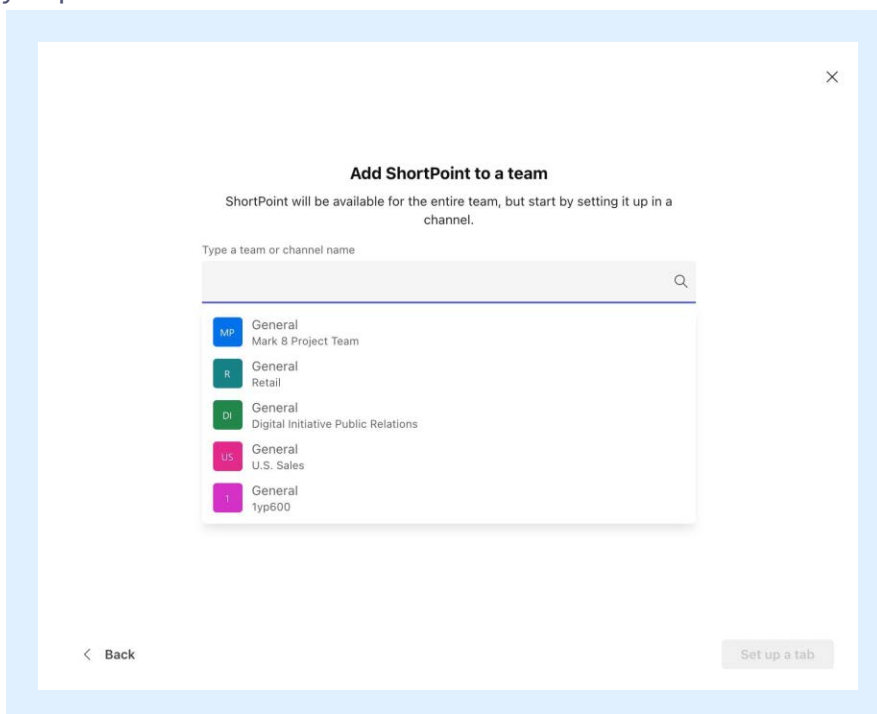 Add ShortPoint to a team
ShortPoint will be available for the entire team, but start by setting it up in a
channel.
Type a team or channel name
MP
General
Mark 8 Project Team
R
General
Retail
DI
General
Digital Initiative Public Relations
US
General
U.S. Sales
1
General
1yp600
Back
Set up a tab